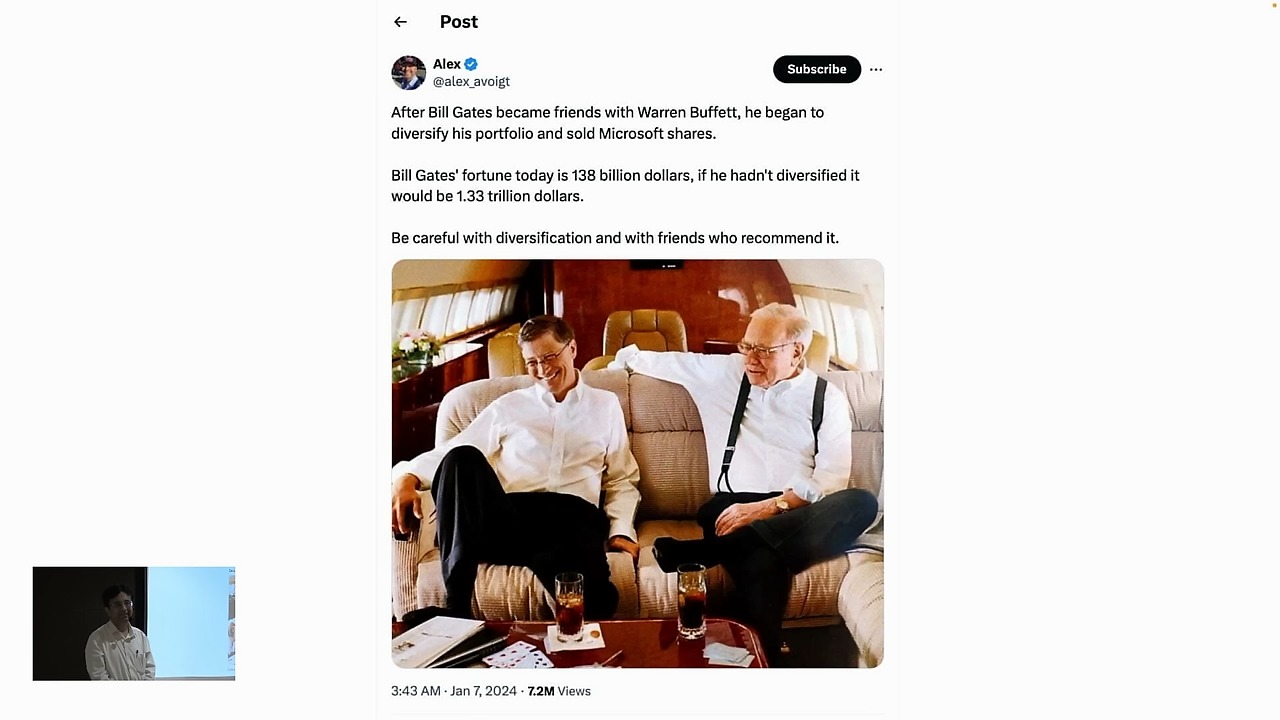 Post
Alex
@alex_avoigt
Subscribe
After Bill Gates became friends with Warren Buffett, he began to
diversify his portfolio and sold Microsoft shares.
Bill Gates' fortune today is 138 billion dollars, if he hadn't diversified it
would be 1.33 trillion dollars.
Be careful with diversification and with friends who recommend it.
3:43 AM · Jan 7, 2024 · 7.2M Views